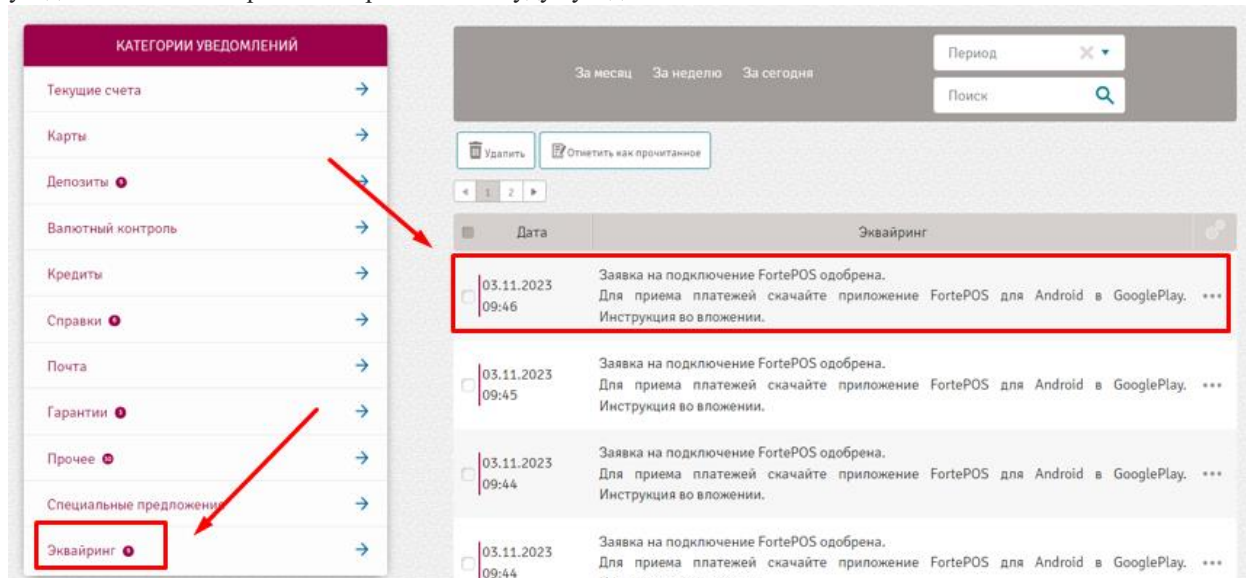 КАТЕГОРИИ УВЕДОМЛЕНИЙ
Текущие счета
Карты
Депозиты
Валютный контроль
Кредиты
Справки
Почта
Гарантии
Прочее
Специальные предложения
Эквайринг
Период
За месяц За неделю За сегодня
Поиск
Удалить Отметить как прочитанное
1 2
Дата Эквайринг
03.11.2023
09:46
Заявка на подключение FortePOS одобрена.
Для приема платежей скачайте приложение FortePOS для Android в GooglePlay.
Инструкция во вложении.
03.11.2023
09:45
Заявка на подключение FortePOS одобрена.
Для приема платежей скачайте приложение FortePOS для Android в GooglePlay.
Инструкция во вложении.
03.11.2023
09:44
Заявка на подключение FortePOS одобрена.
Для приема платежей скачайте приложение FortePOS для Android в GooglePlay.
Инструкция во вложении.
03.11.2023
09:44
Заявка на подключение FortePOS одобрена.
Для приема платежей скачайте приложение FortePOS для Android в GooglePlay.